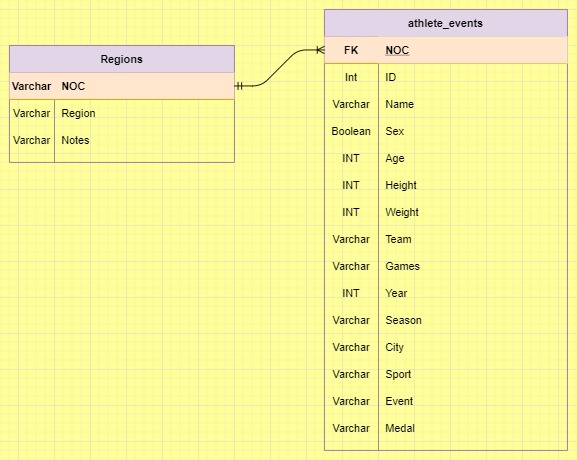 Regions
Varchar NOC
Varchar Region
Varchar Notes
athlete_events
FK NOC
Int ID
Varchar Name
Boolean Sex
INT Age
INT Height
INT Weight
Varchar Team
Varchar Games
INT Year
Varchar Season
Varchar City
Varchar Sport
Varchar Event
Varchar Medal